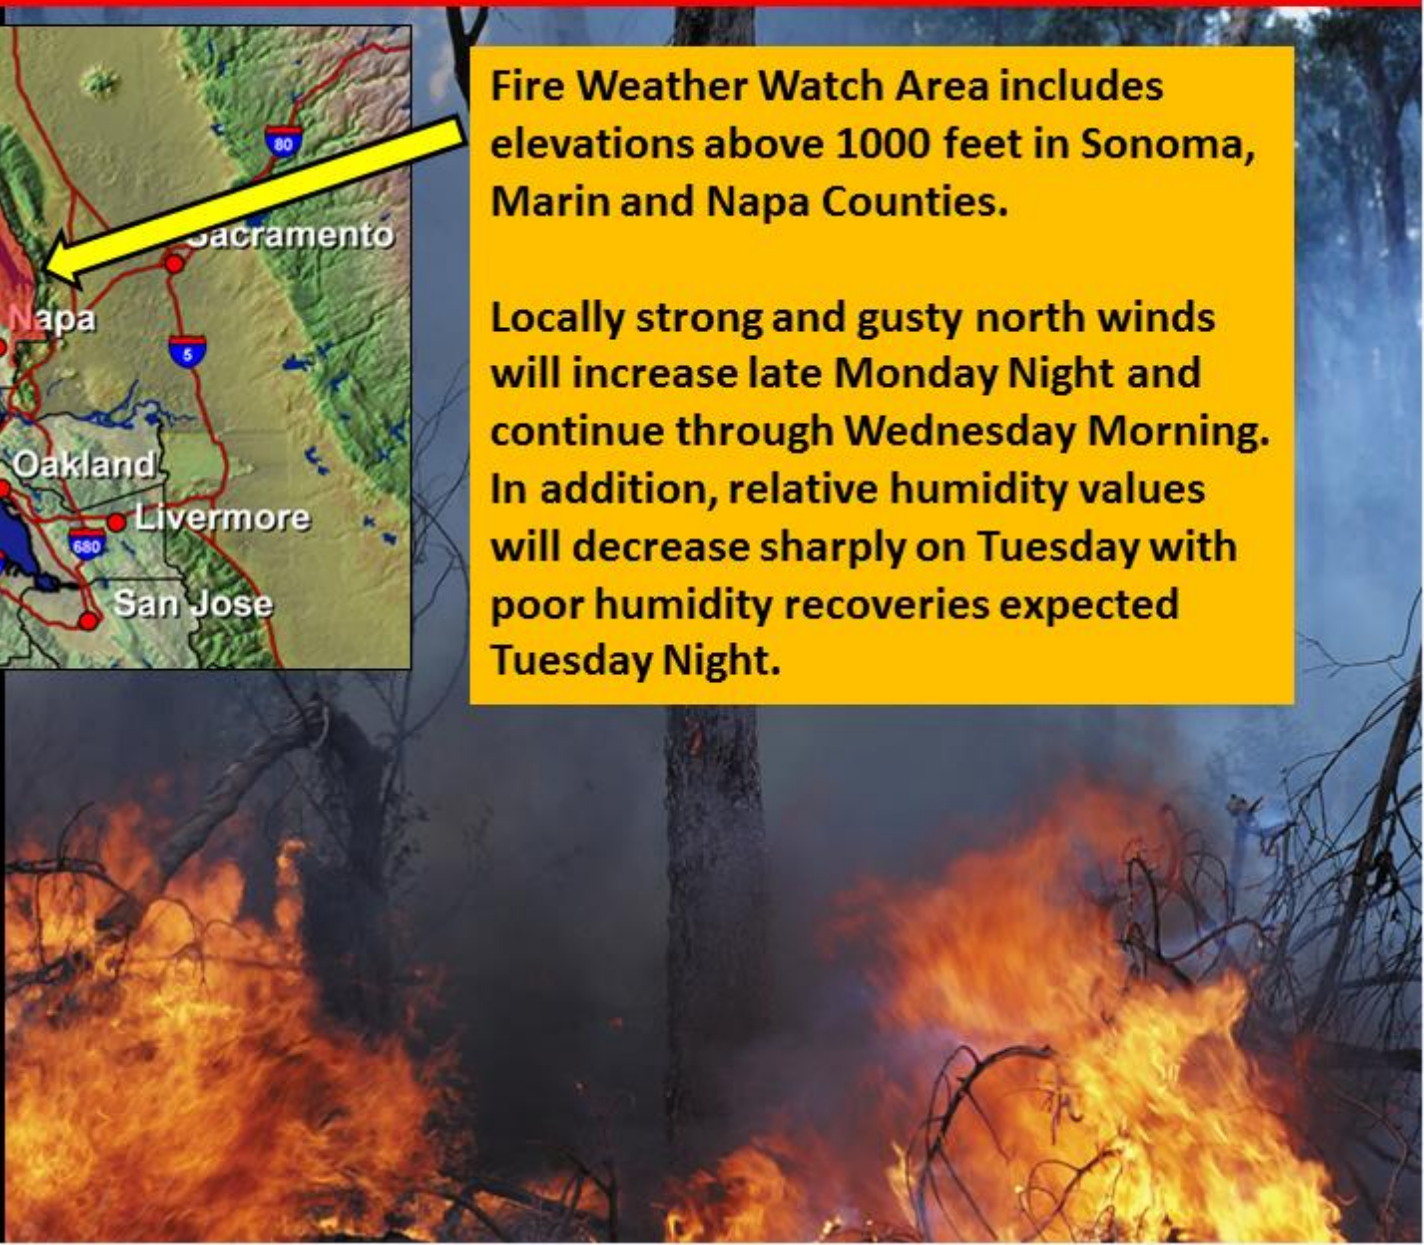 Fire Weather Watch Area includes
elevations above 1000 feet in Sonoma,
Marin and Napa Counties.
Locally strong and gusty north winds
will increase late Monday Night and
continue through Wednesday Morning.
In addition, relative humidity values
will decrease sharply on Tuesday with
poor humidity recoveries expected
Tuesday Night.
80
Sacramento
Napa
5
Oakland
Livermore
680
San Jose